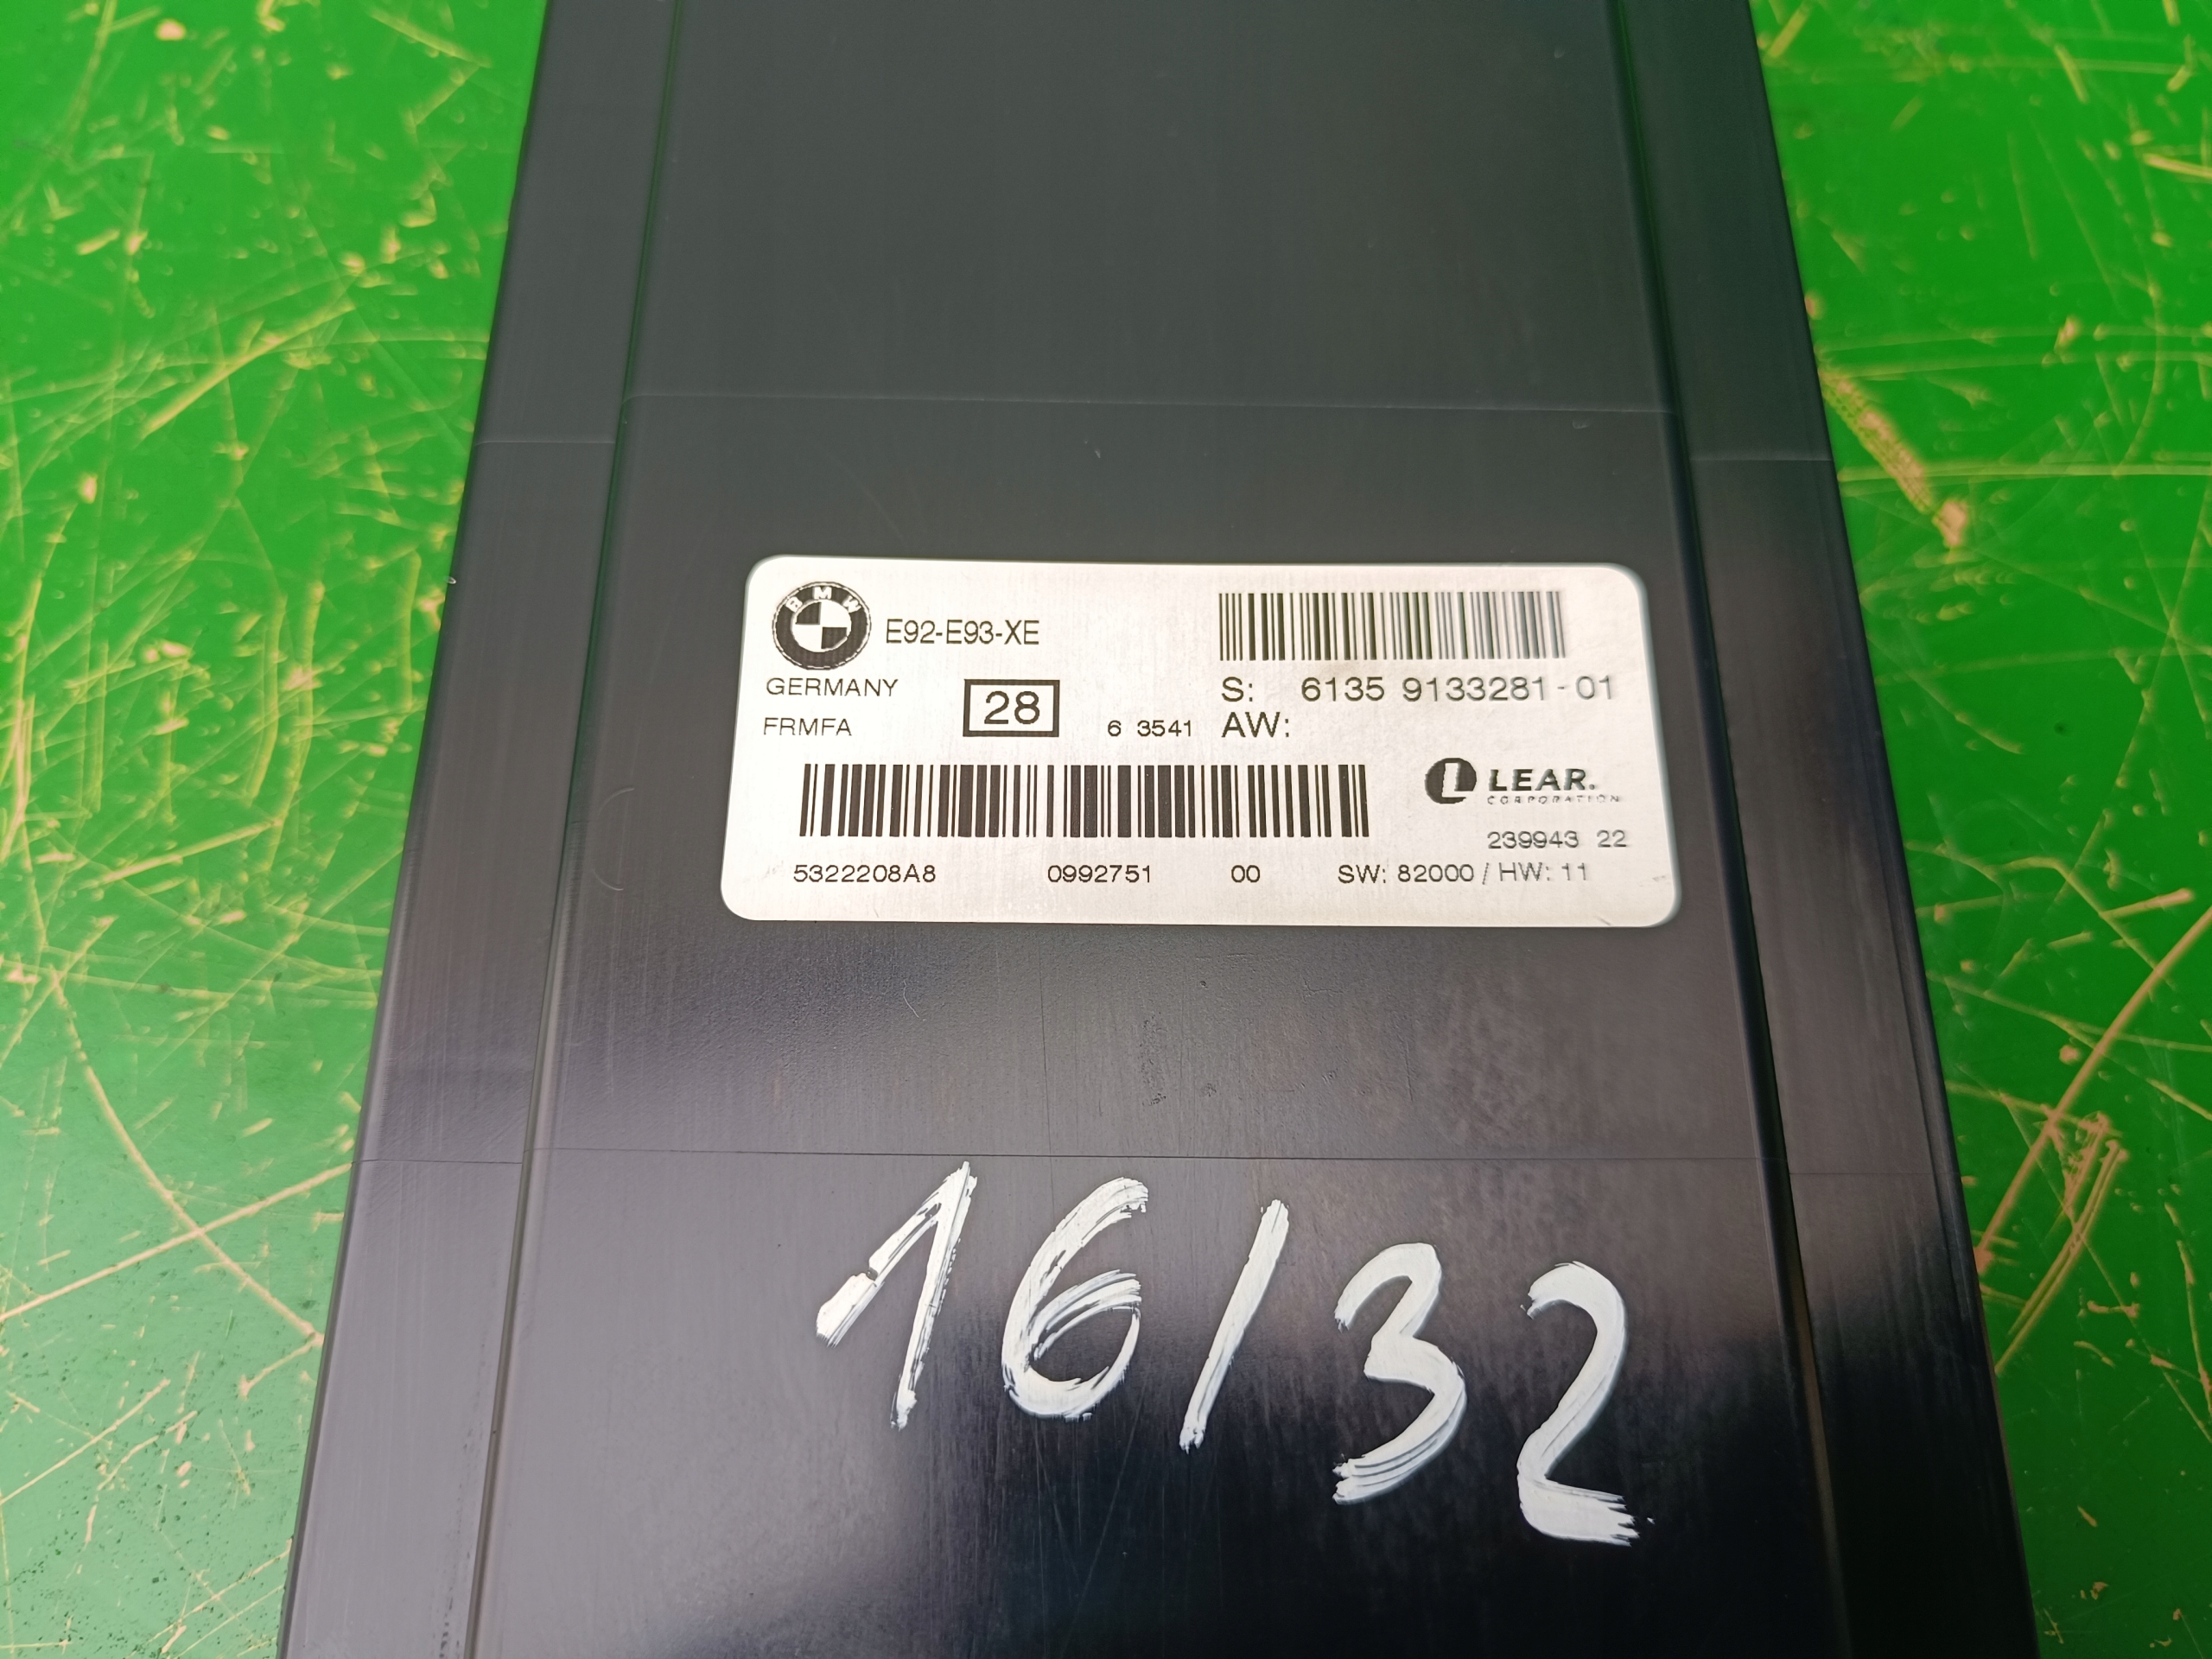 BMW
E92-E93-XE
GERMANY
FRMFA
28
6 3541
S: 6135 9133281-01
AW:
LEAR.
CORPORATION
239943 22
5322208A8 0992751 00 SW: 82000 / HW: 11
16/32